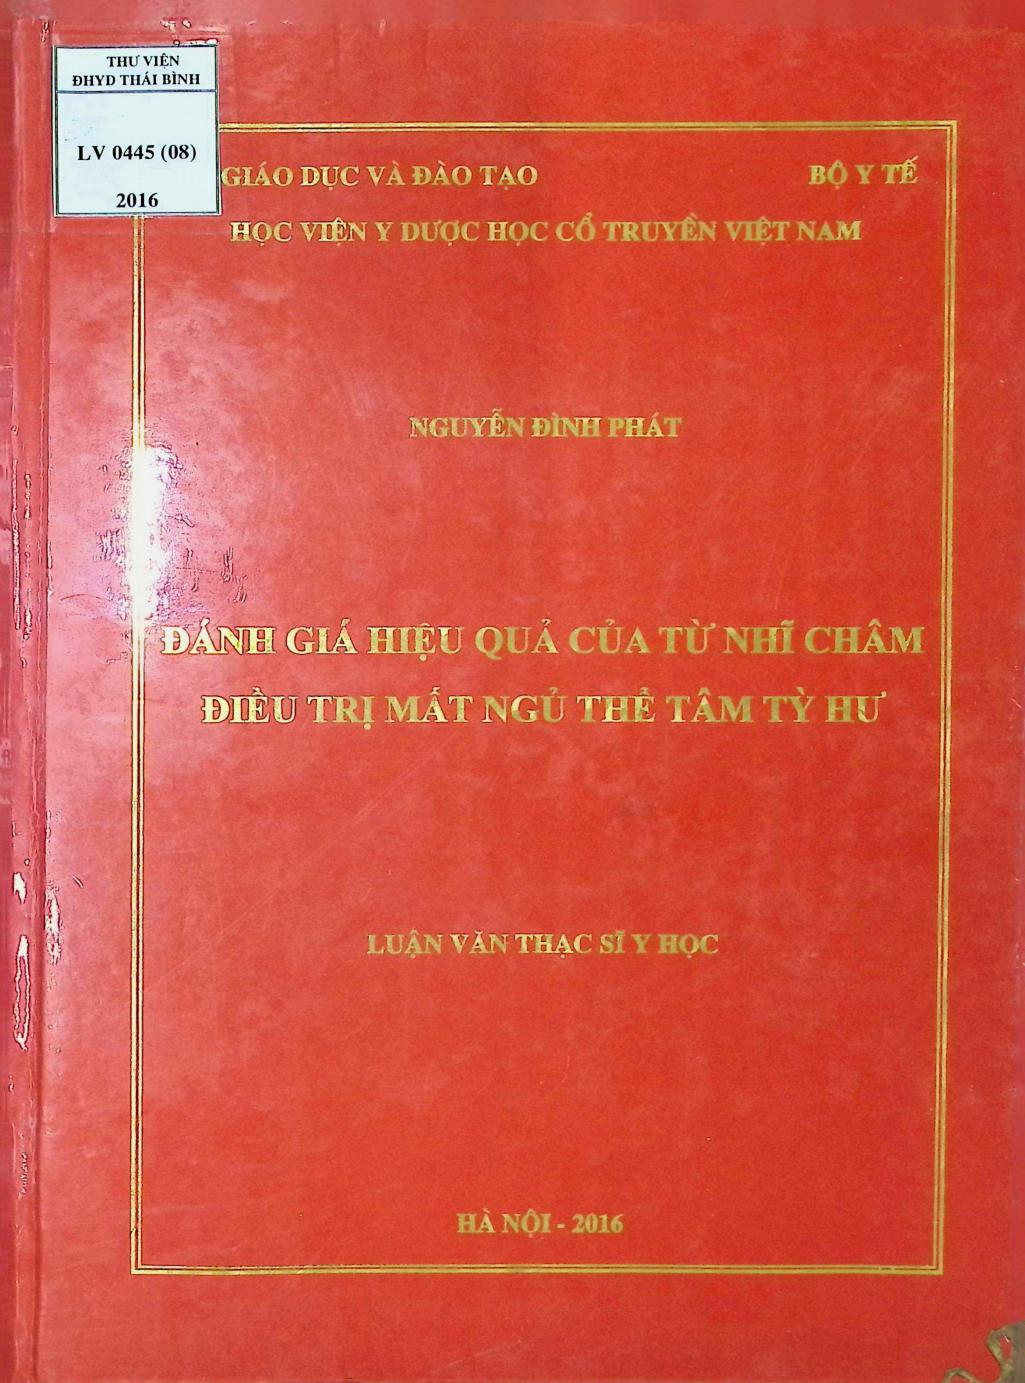 THƯ VIỆN
ĐHYD THÁI BÌNH
LV 0445 (08)
2016
GIÁO DỤC VÀ ĐÀO TẠO BỘ Y TẾ
HỌC VIỆN Y DƯỢC HỌC CỔ TRUYỀN VIỆT NAM
NGUYỄN ĐÌNH PHÁT
ĐÁNH GIÁ HIỆU QUẢ CỦA TỪ NHĨ CHÂM
ĐIỀU TRỊ MẤT NGỦ THỂ TÂM TỲ HƯ
LUẬN VĂN THẠC SĨ Y HỌC
HÀ NỘI - 2016